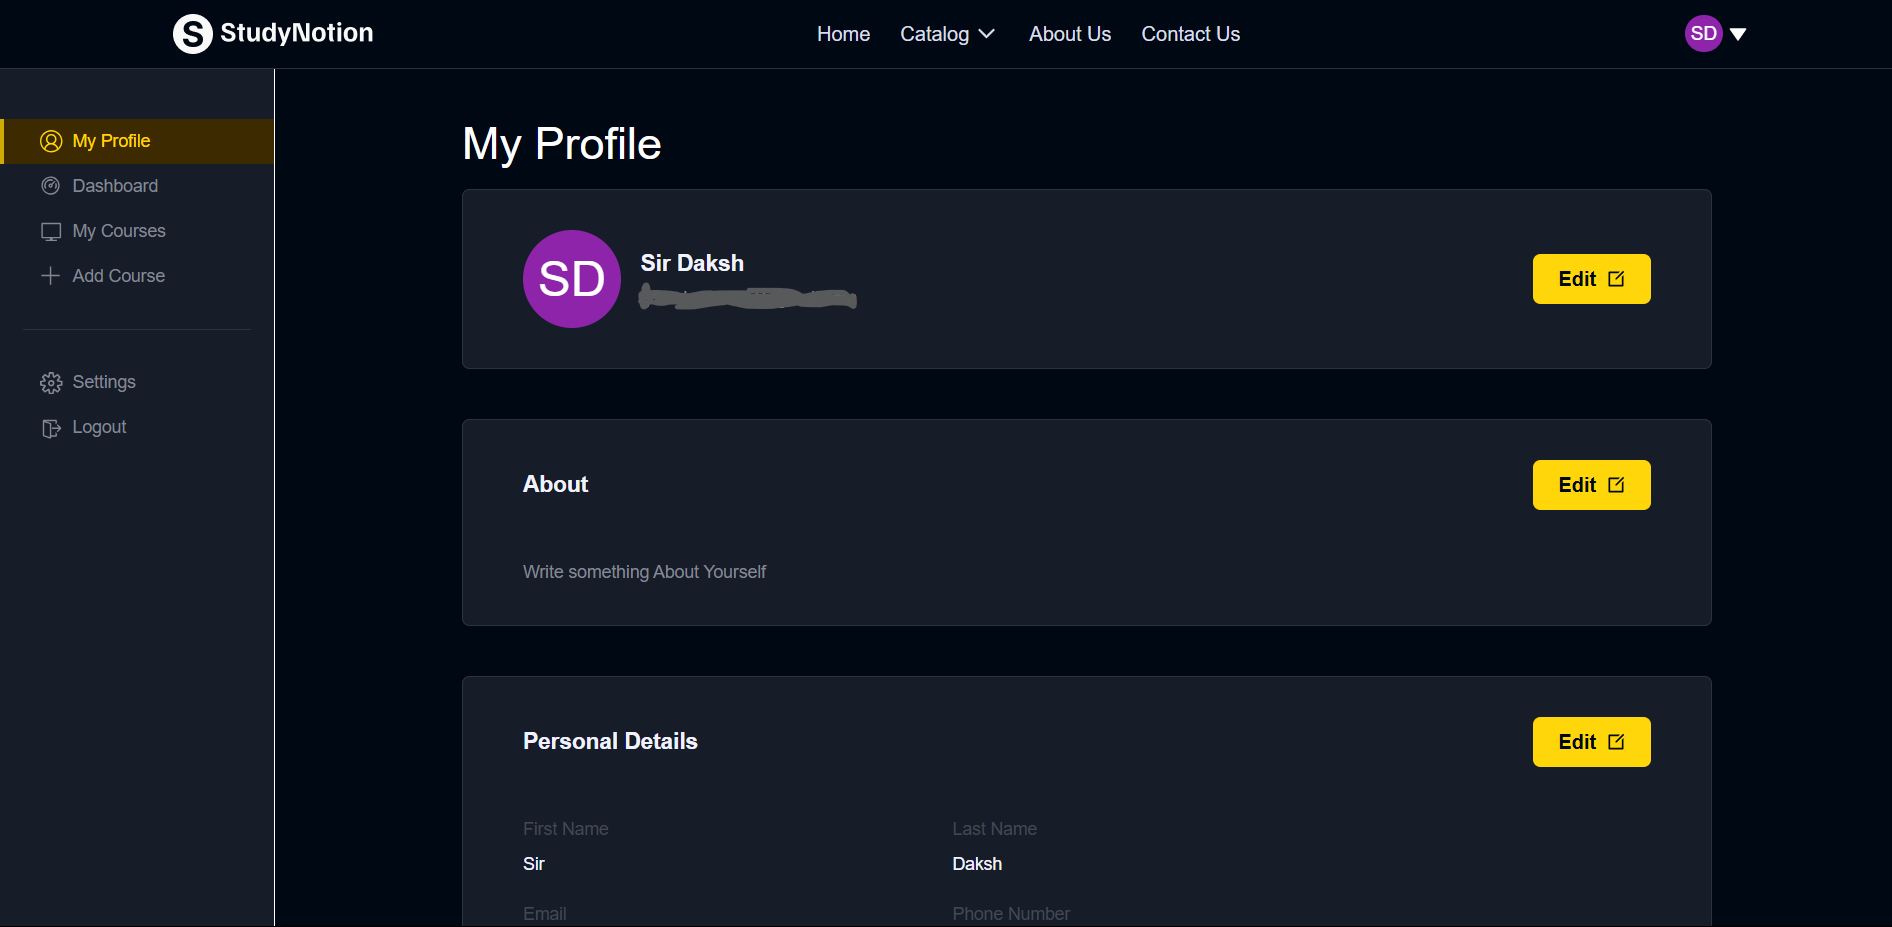 StudyNotion
Home Catalog About Us Contact Us
SD
My Profile
Dashboard
My Courses
Add Course
Settings
Logout
My Profile
SD
Sir Daksh
Edit
About
Edit
Write something About Yourself
Personal Details
Edit
First Name Last Name
Sir Daksh
Email Phone Number